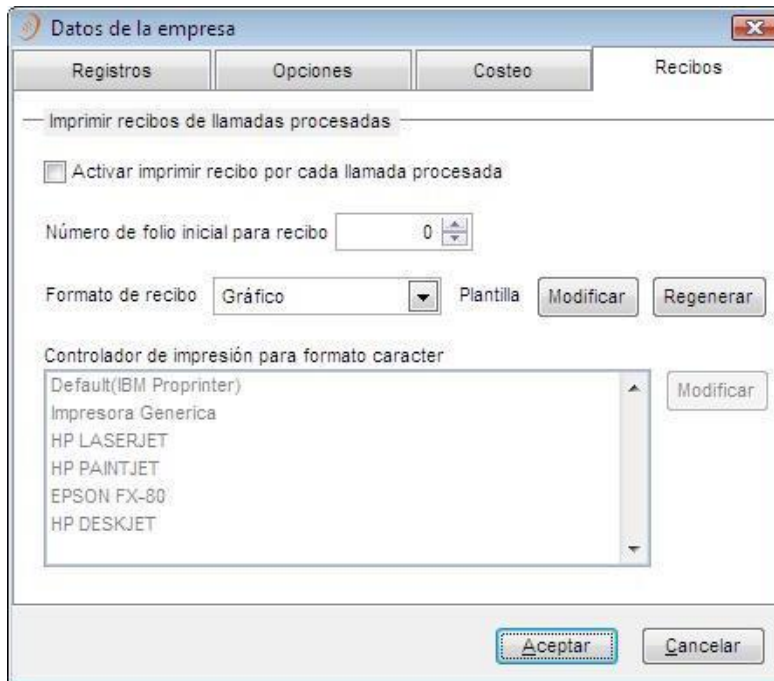 Datos de la empresa
Registros Opciones Costeo Recibos
Imprimir recibos de llamadas procesadas
Activar imprimir recibo por cada llamada procesada
Número de folio inicial para recibo 0
Formato de recibo Gráfico Plantilla Modificar Regenerar
Controlador de impresión para formato caracter
Default(IBM Proprinter) Modificar
Impresora Generica
HP LASERJET
HP PAINTJET
EPSON FX-80
HP DESKJET
Aceptar Cancelar